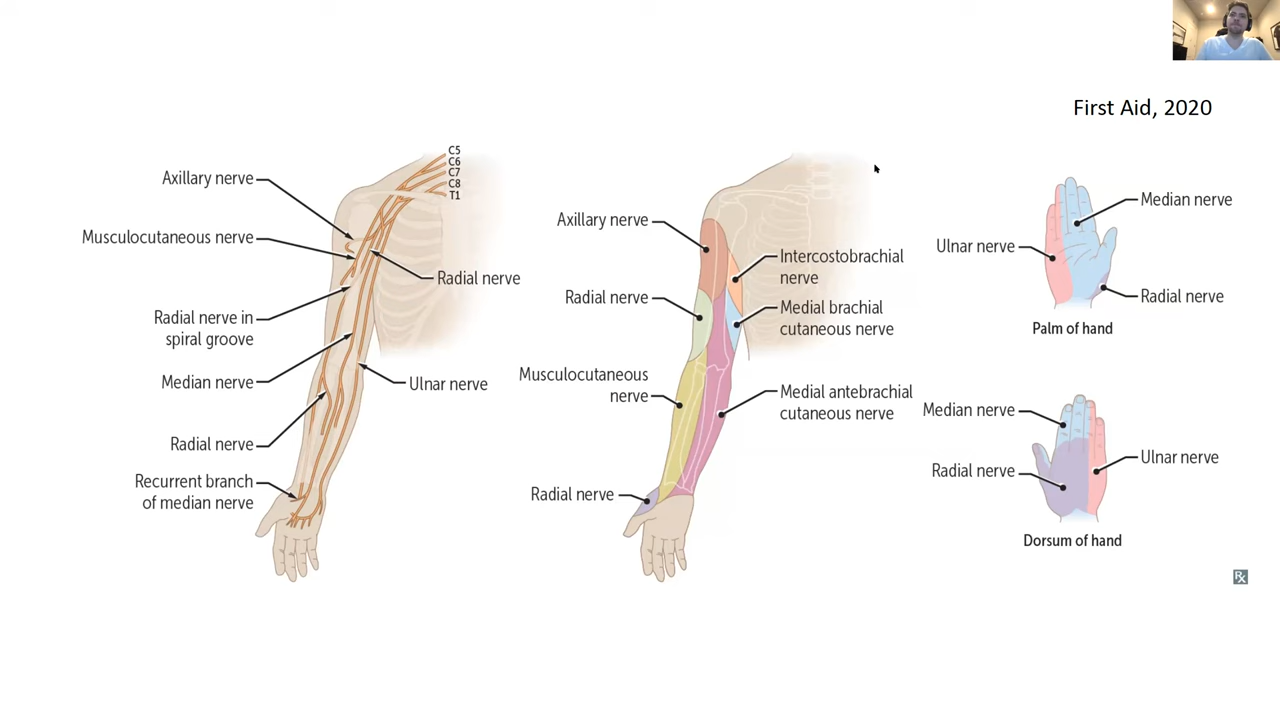 First Aid, 2020
C5
C6
C7
C8
T1
Axillary nerve
Musculocutaneous nerve
Radial nerve
Radial nerve in
spiral groove
Median nerve
Ulnar nerve
Radial nerve
Recurrent branch
of median nerve
Axillary nerve
Intercostobrachial
nerve
Radial nerve
Medial brachial
cutaneous nerve
Musculocutaneous
nerve
Medial antebrachial
cutaneous nerve
Radial nerve
Median nerve
Ulnar nerve
Radial nerve
Palm of hand
Median nerve
Ulnar nerve
Radial nerve
Dorsum of hand
Rx